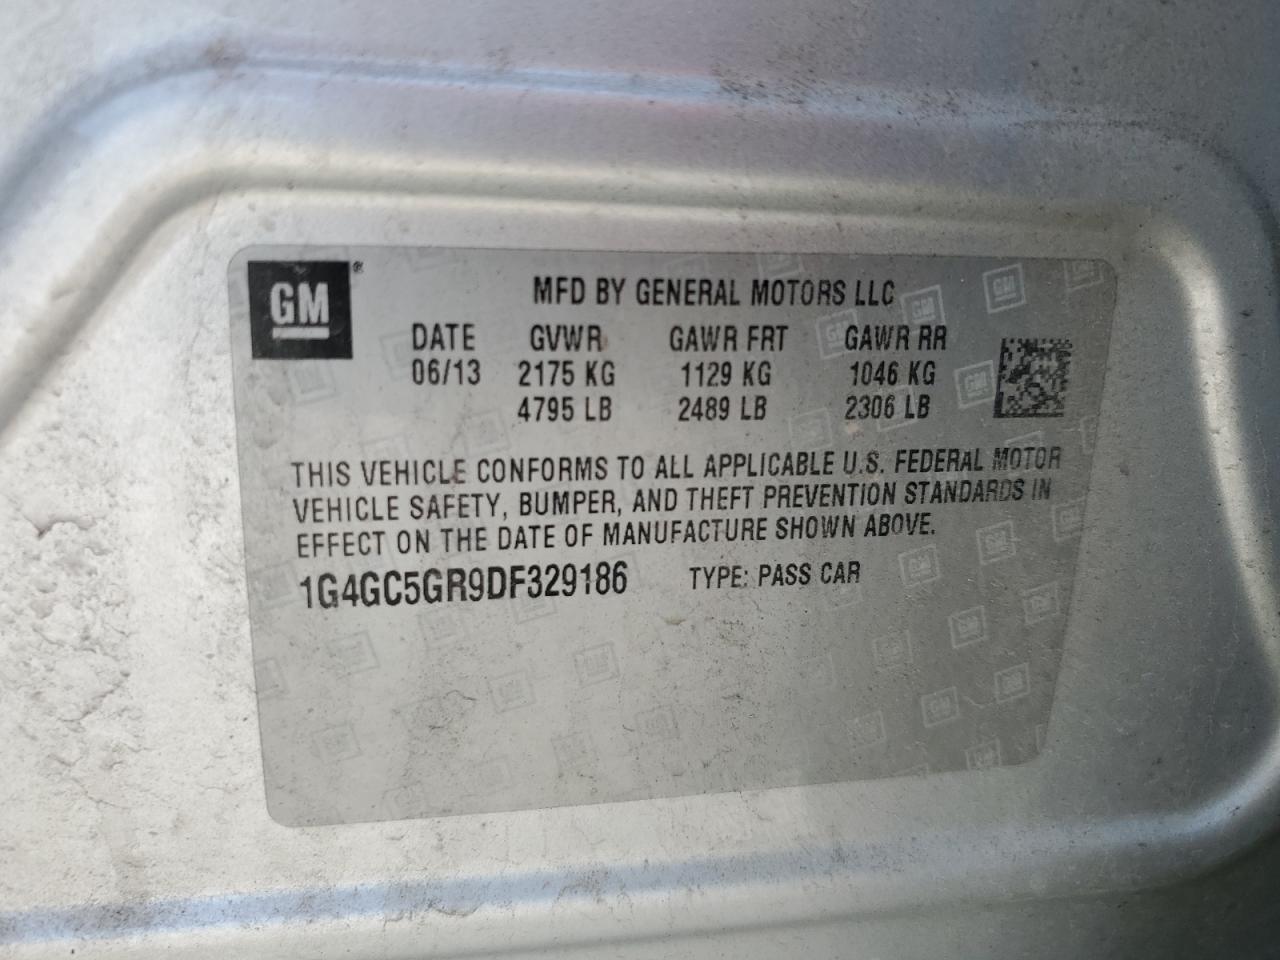 GM®
MFD BY GENERAL MOTORS LLC
DATE GVWR GAWR FRT GAWR RR
06/13 2175 KG 1129 KG 1046 KG
4795 LB 2489 LB 2306 LB
THIS VEHICLE CONFORMS TO ALL APPLICABLE U.S. FEDERAL MOTOR
VEHICLE SAFETY, BUMPER, AND THEFT PREVENTION STANDARDS IN
EFFECT ON THE DATE OF MANUFACTURE SHOWN ABOVE.
1G4GC5GR9DF329186 TYPE: PASS CAR